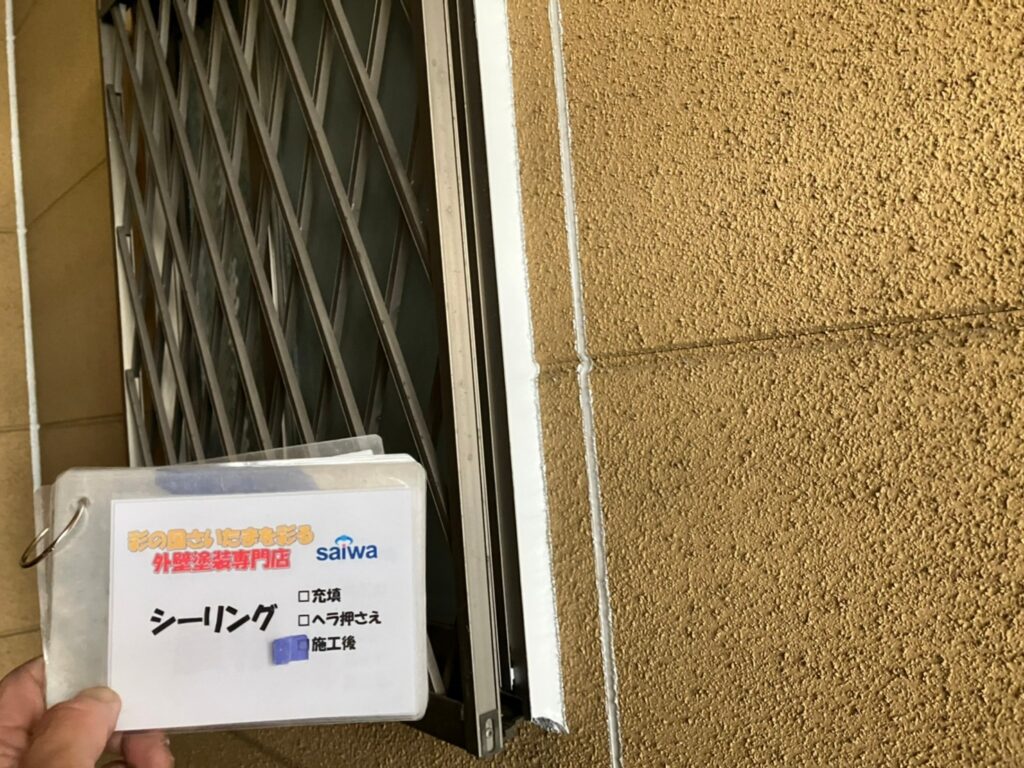 彩の国さいたまを彩る
外壁塗装専門店
saiwa
シーリング
□充填
□ヘラ押さえ
□施工後